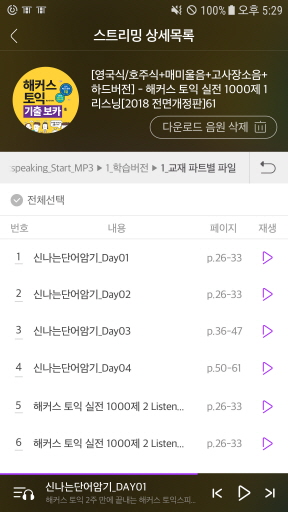 100% 오후 5:29
스트리밍 상세목록
해커스
토익
기출 보카
[영국식/호주식+매미울음+고사장소음+
하드버전] - 해커스 토익 실전 1000제 1
리스닝[2018 전면개정판]61
다운로드 음원 삭제
:speaking_Start_MP3 ▶ 1_학습버전 ▶ 1_교재 파트별 파일
전체선택
번호 내용 페이지 재생
1 신나는단어암기_Day01 p.26-33
2 신나는단어암기_Day02 p.26-33
3 신나는단어암기_Day03 p.36-47
4 신나는단어암기_Day04 p.50-61
5 해커스 토익 실전 1000제 2 Listen... p.26-33
6 해커스 토익 실전 1000제 2 Listen... p.26-33
신나는단어암기_DAY01
해커스 토익 2주 만에 끝내는 해커스 토익스피...